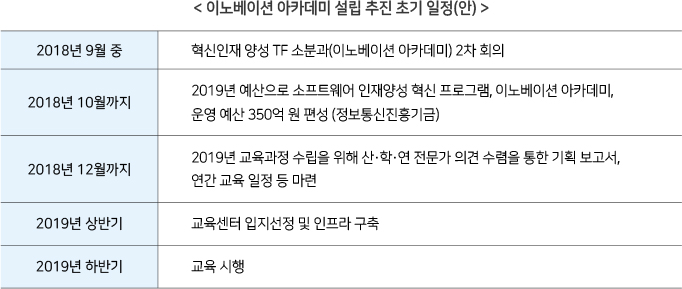 < 이노베이션 아카데미 설립 추진 초기 일정(안) >
2018년 9월 중
혁신인재 양성 TF 소분과(이노베이션 아카데미) 2차 회의
2018년 10월까지
2019년 예산으로 소프트웨어 인재양성 혁신 프로그램, 이노베이션 아카데미,
운영 예산 350억 원 편성 (정보통신진흥기금)
2018년 12월까지
2019년 교육과정 수립을 위해 산·학·연 전문가 의견 수렴을 통한 기획 보고서,
연간 교육 일정 등 마련
2019년 상반기
교육센터 입지선정 및 인프라 구축
2019년 하반기
교육 시행